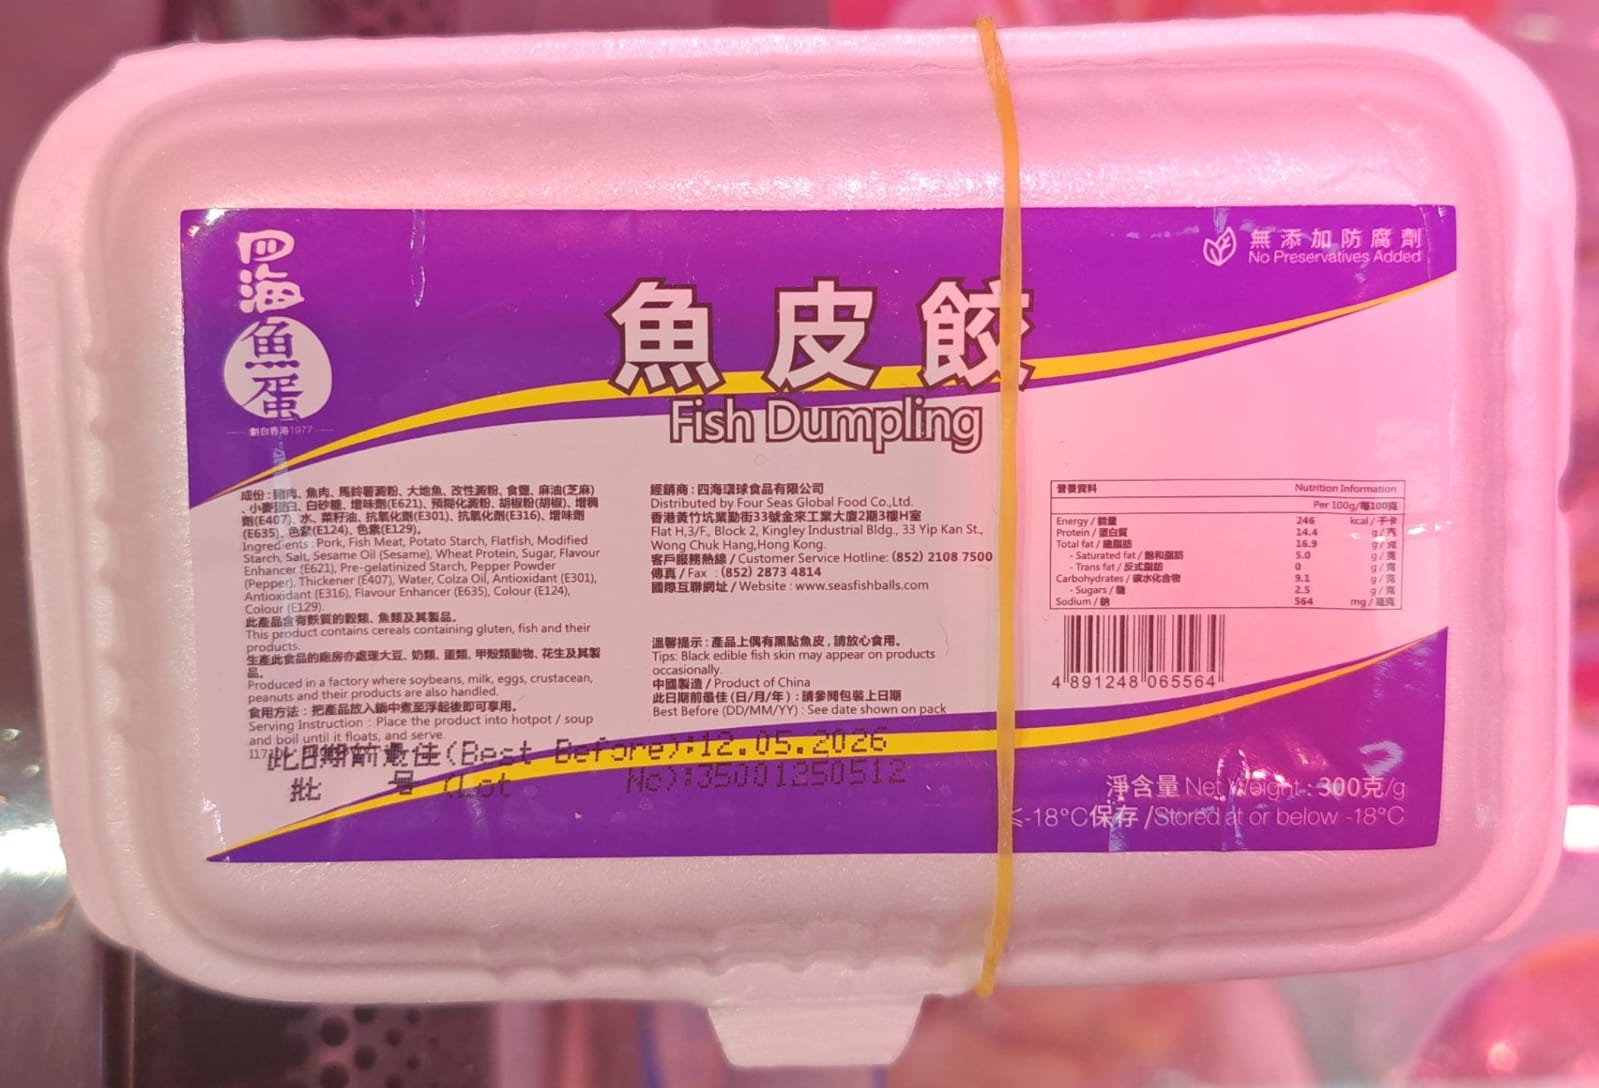 四海
魚蛋
創自香港1977
無添加防腐劑
No Preservatives Added
魚皮餃
Fish Dumpling
成份：豬肉、魚肉、馬鈴薯澱粉、大地魚、改性澱粉、食鹽、麻油(芝麻)
、小麥蛋白、白砂糖、增味劑(E621)、預糊化澱粉、胡椒粉(胡椒)、增稠
劑(E407)、水、菜籽油、抗氧化劑(E301)、抗氧化劑(E316)、增味劑
(E635)、色素(E124)、色素(E129)。
Ingredients : Pork, Fish Meat, Potato Starch, Flatfish, Modified
Starch, Salt, Sesame Oil (Sesame), Wheat Protein, Sugar, Flavour
Enhancer (E621), Pre-gelatinized Starch, Pepper Powder
(Pepper), Thickener (E407), Water, Colza Oil, Antioxidant (E301),
Antioxidant (E316), Flavour Enhancer (E635), Colour (E124),
Colour (E129).
此產品含有麩質的穀類、魚類及其製品。
This product contains cereals containing gluten, fish and their
products.
生產此食品的廠房亦處理大豆、奶類、蛋類、甲殼類動物、花生及其製
品。
Produced in a factory where soybeans, milk, eggs, crustacean,
peanuts and their products are also handled.
食用方法：把產品放入鍋中煮至浮起後即可享用。
Serving Instruction : Place the product into hotpot / soup
and boil until it floats, and serve.
經銷商：四海環球食品有限公司
Distributed by Four Seas Global Food Co.,Ltd.
香港黃竹坑業勤街33號金來工業大廈2期3樓H室
Flat H,3/F., Block 2, Kingley Industrial Bldg., 33 Yip Kan St.,
Wong Chuk Hang,Hong Kong.
客戶服務熱線 / Customer Service Hotline: (852) 2108 7500
傳真 / Fax : (852) 2873 4814
國際互聯網址 / Website : www.seasfishballs.com
溫馨提示：產品上偶有黑點魚皮，請放心食用。
Tips: Black edible fish skin may appear on products
occasionally.
中國製造 / Product of China
此日期前最佳 (日/月/年)：請參閱包裝上日期
Best Before (DD/MM/YY) : See date shown on pack
營養資料 Nutrition Information
Per 100g/每100克
Energy / 能量 246 kcal / 千卡
Protein / 蛋白質 14.4 g / 克
Total fat / 總脂肪 16.9 g / 克
- Saturated fat / 飽和脂肪 5.0 g / 克
- Trans fat / 反式脂肪 0 g / 克
Carbohydrates / 碳水化合物 9.1 g / 克
- Sugars / 糖 2.5 g / 克
Sodium / 鈉 564 mg / 毫克
4 891248 065564
此日期前最佳(Best Before):12.05.2026
批 號 (Lot No):35001250512
淨含量 Net Weight : 300克/g
≤-18°C保存 /Stored at or below -18°C